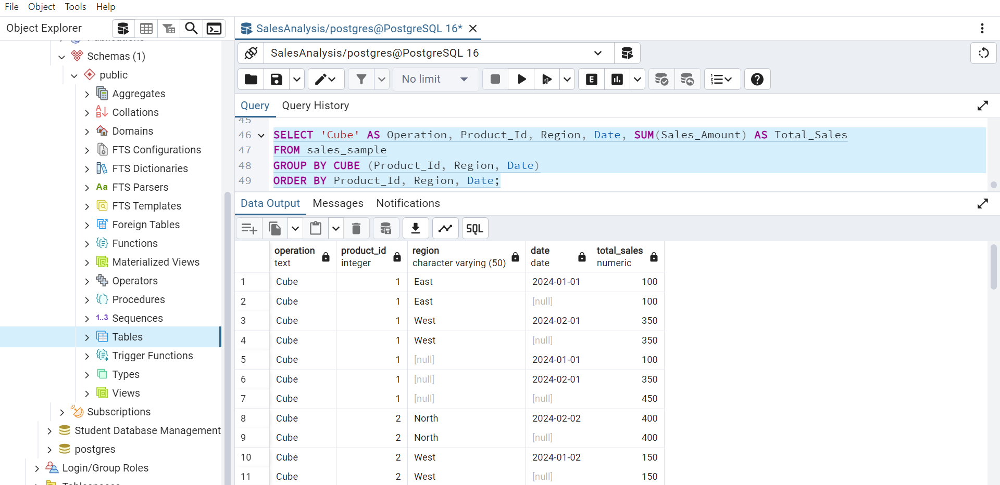 File Object Tools Help
Object Explorer
SalesAnalysis/postgres@PostgreSQL 16*
SalesAnalysis/postgres@PostgreSQL 16
No limit
E
Query Query History
45
46 SELECT 'Cube' AS Operation, Product_Id, Region, Date, SUM(Sales_Amount) AS Total_Sales
47 FROM sales_sample
48 GROUP BY CUBE (Product_Id, Region, Date)
49 ORDER BY Product_Id, Region, Date;
Data Output Messages Notifications
SQL
operation product_id region date total_sales
text integer character varying (50) date numeric
1 Cube 1 East 2024-01-01 100
2 Cube 1 East [null] 100
3 Cube 1 West 2024-02-01 350
4 Cube 1 West [null] 350
5 Cube 1 [null] 2024-01-01 100
6 Cube 1 [null] 2024-02-01 350
7 Cube 1 [null] [null] 450
8 Cube 2 North 2024-02-02 400
9 Cube 2 North [null] 400
10 Cube 2 West 2024-01-02 150
11 Cube 2 West [null] 150
Schemas (1)
public
Aggregates
Collations
Domains
FTS Configurations
FTS Dictionaries
Aa FTS Parsers
FTS Templates
Foreign Tables
Functions
Materialized Views
Operators
Procedures
1..3 Sequences
Tables
Trigger Functions
Types
Views
Subscriptions
Student Database Management
postgres
Login/Group Roles